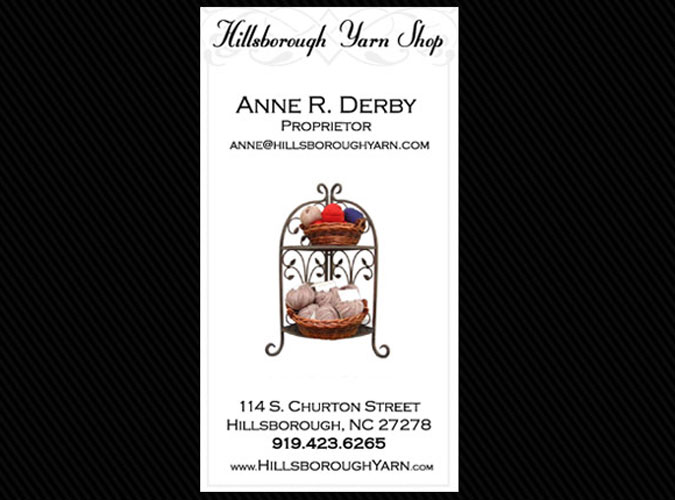 Hillsborough Yarn Shop
Anne R. Derby
Proprietor
anne@hillsboroughyarn.com
114 S. Churton Street
Hillsborough, NC 27278
919.423.6265
www.HillsboroughYarn.com